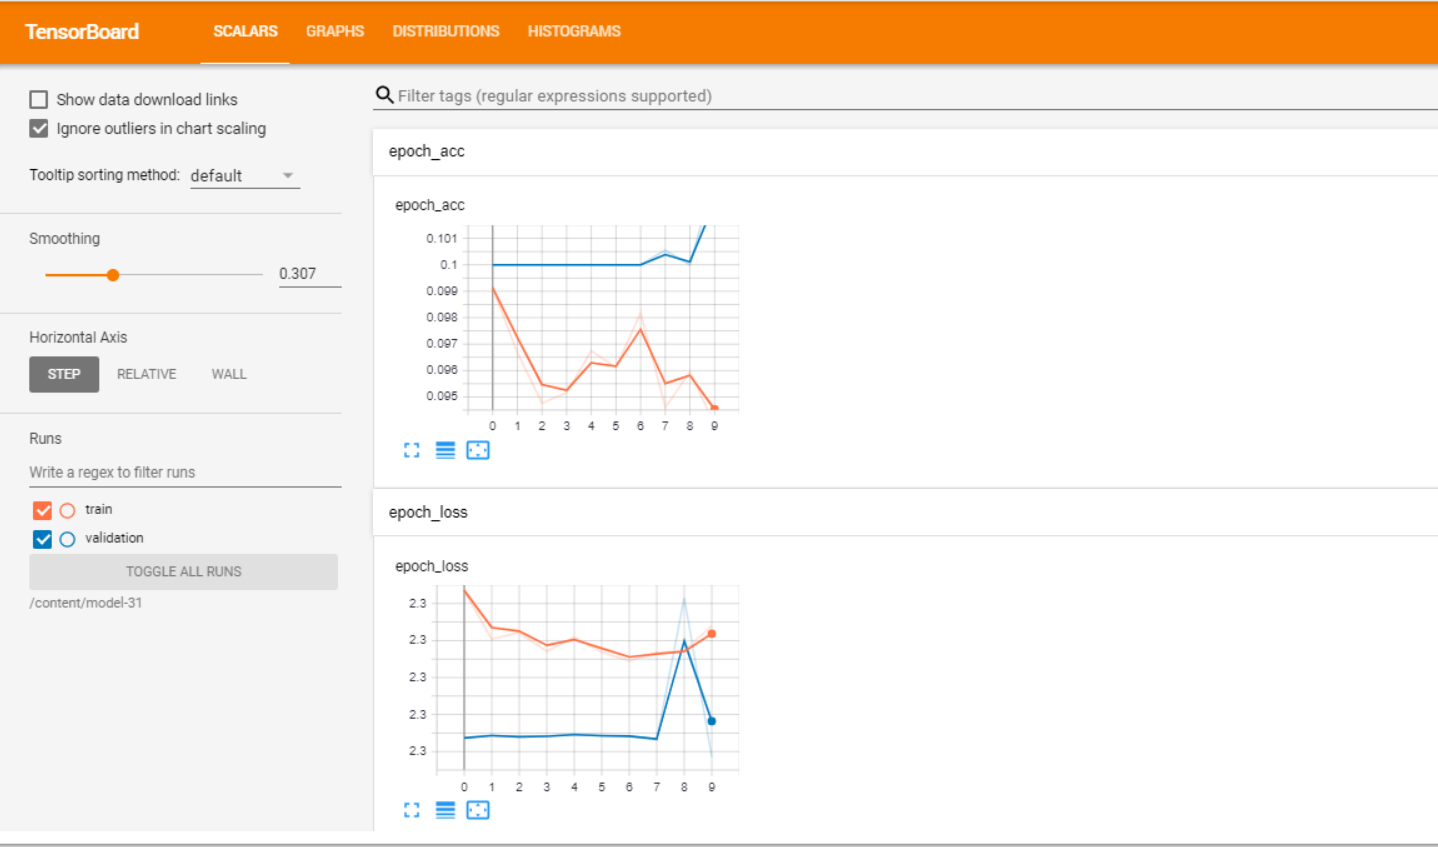 TensorBoard SCALARS GRAPHS DISTRIBUTIONS HISTOGRAMS
Show data download links
Ignore outliers in chart scaling
Tooltip sorting method: default
Smoothing
0.307
Horizontal Axis
STEP RELATIVE WALL
Runs
Write a regex to filter runs
train
validation
TOGGLE ALL RUNS
/content/model-31
Filter tags (regular expressions supported)
epoch_acc
epoch_acc
0.101
0.1
0.099
0.098
0.097
0.096
0.095
0 1 2 3 4 5 6 7 8 9
epoch_loss
epoch_loss
2.3
2.3
2.3
2.3
2.3
0 1 2 3 4 5 6 7 8 9